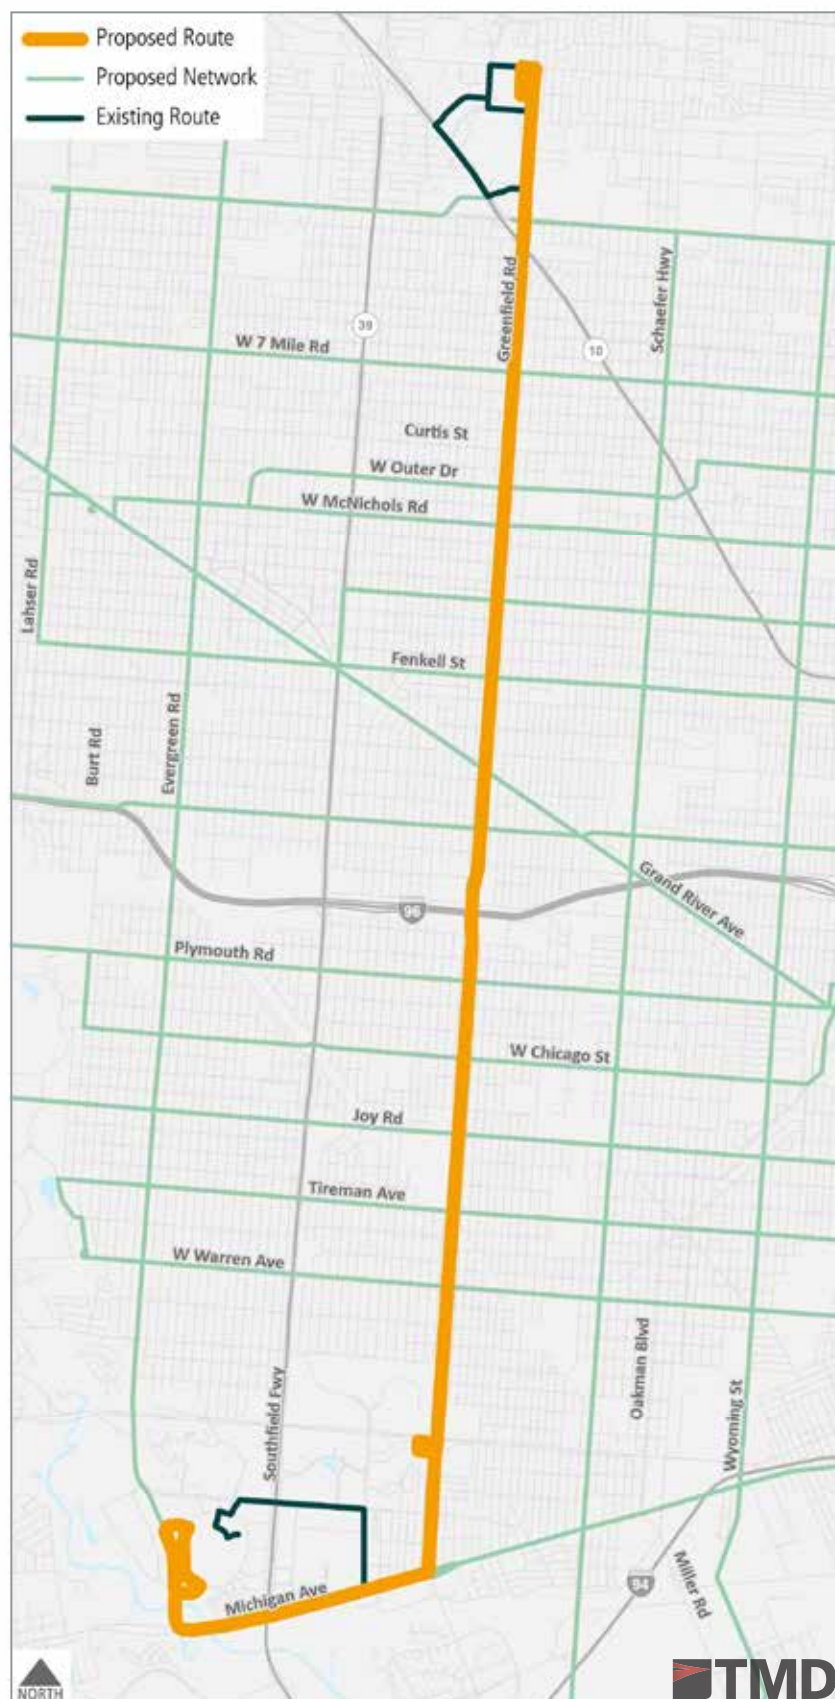 Proposed Route
Proposed Network
Existing Route
Greenfield Rd
Schaefer Hwy
39
10
W 7 Mile Rd
Curtis St
W Outer Dr
W McNichols Rd
Lahser Rd
Fenkell St
Evergreen Rd
Burt Rd
Grand River Ave
96
Plymouth Rd
W Chicago St
Joy Rd
Tireman Ave
W Warren Ave
Oakman Blvd
Southfield Fwy
Wyoming St
Michigan Ave
94
Miller Rd
NORTH
TMD